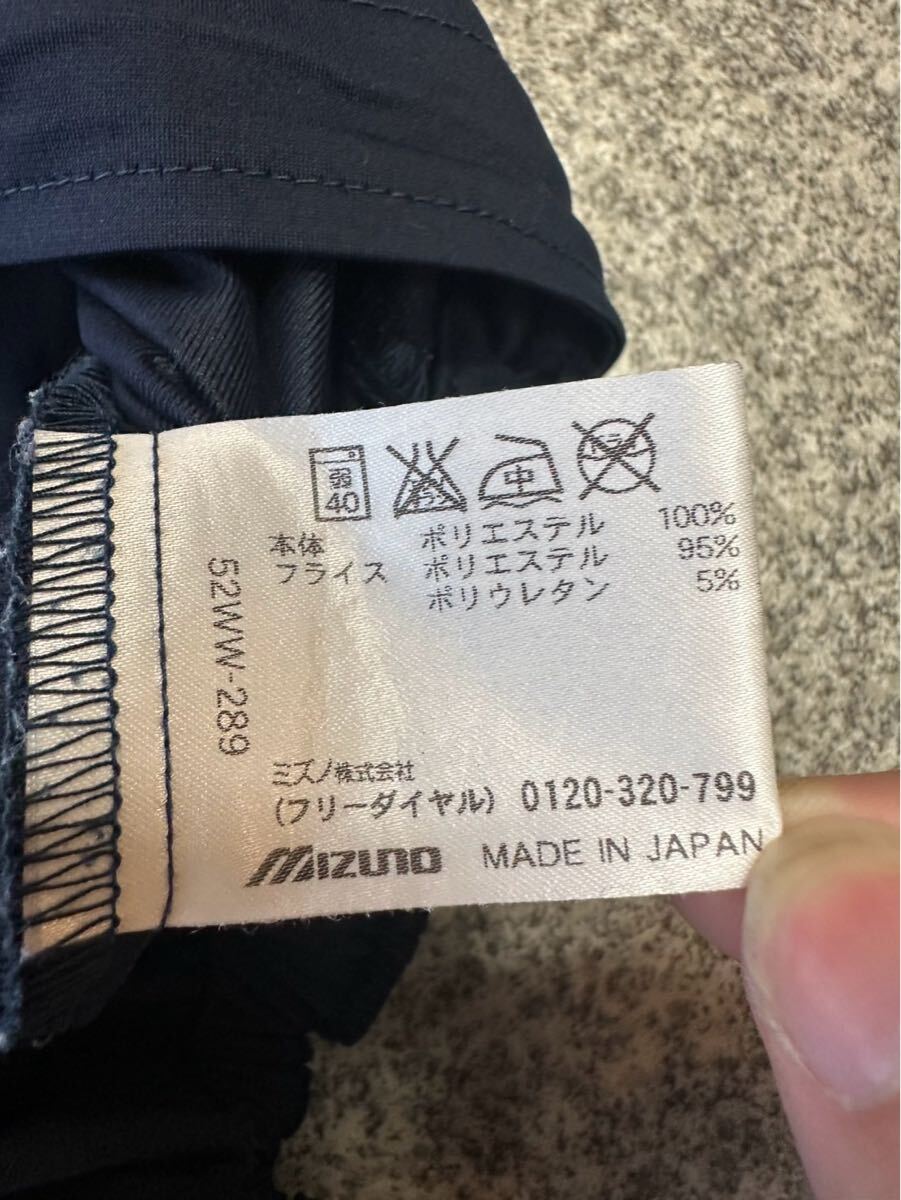 40
中
本体 ポリエステル 100%
フライス ポリエステル 95%
ポリウレタン 5%
52WW-289
ミズノ株式会社
(フリーダイヤル) 0120-320-799
MIZUNO MADE IN JAPAN